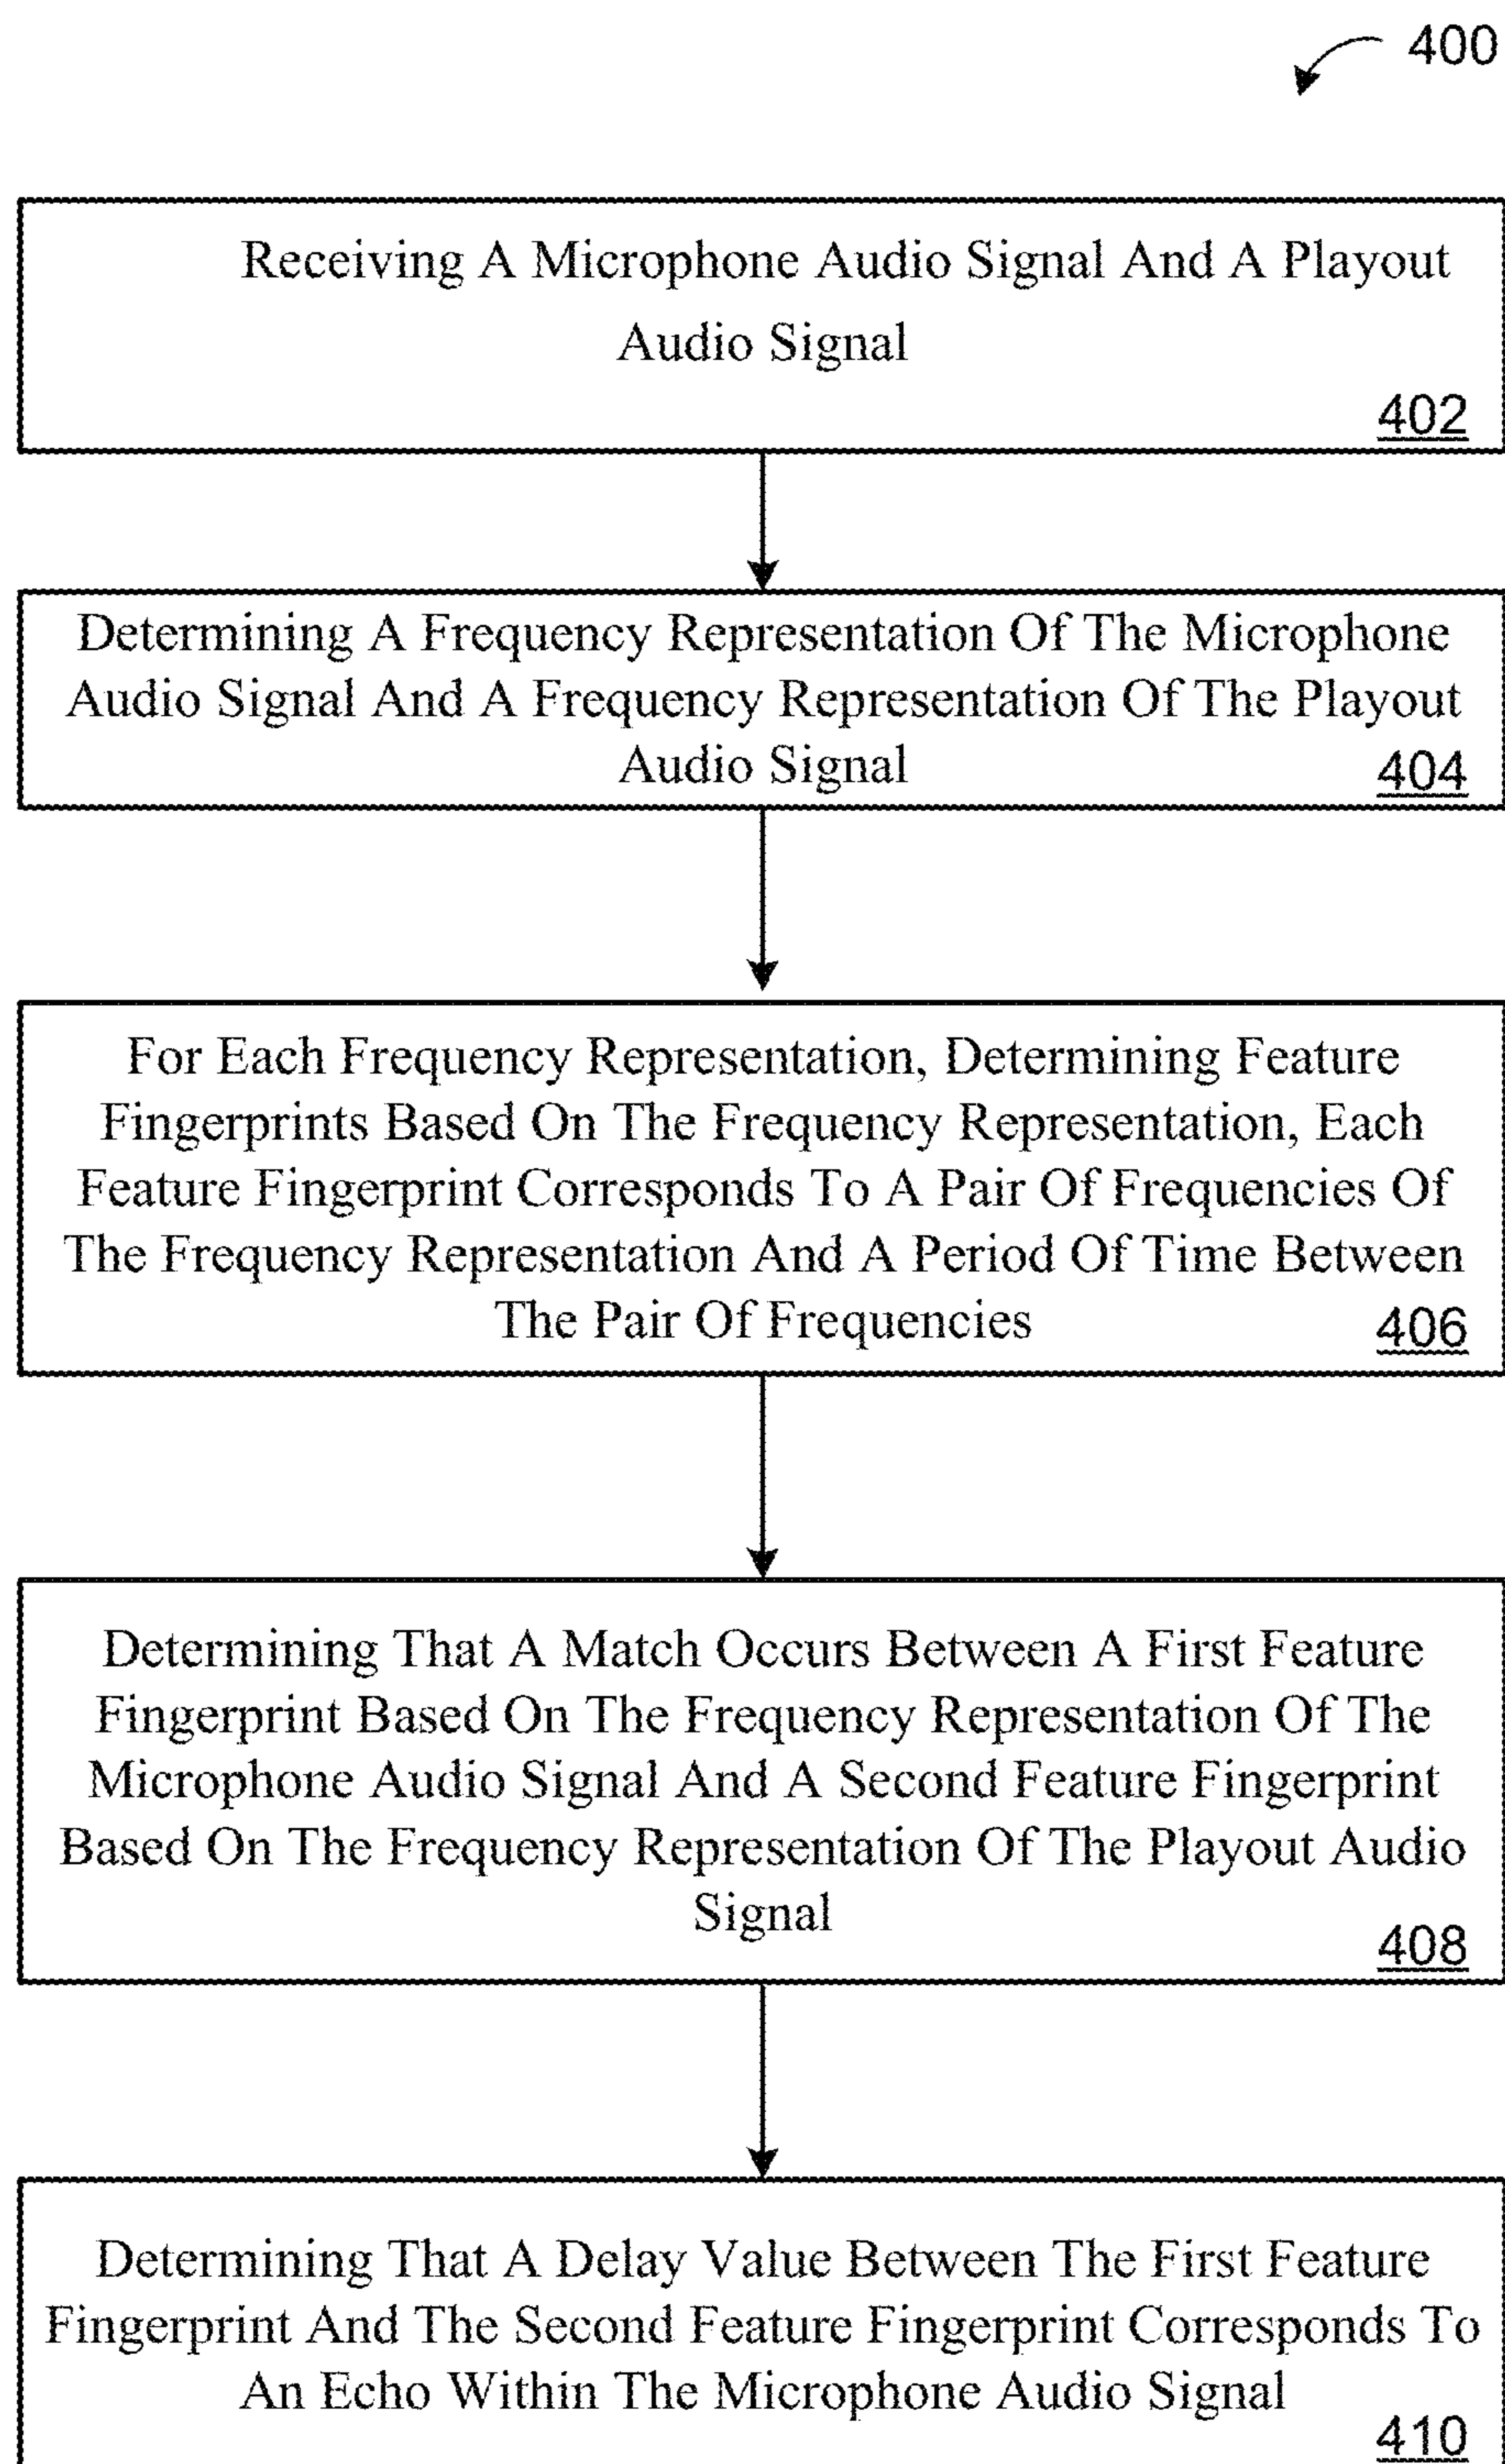 400
Receiving A Microphone Audio Signal And A Playout
Audio Signal
402
Determining A Frequency Representation Of The Microphone
Audio Signal And A Frequency Representation Of The Playout
Audio Signal
404
For Each Frequency Representation, Determining Feature
Fingerprints Based On The Frequency Representation, Each
Feature Fingerprint Corresponds To A Pair Of Frequencies Of
The Frequency Representation And A Period Of Time Between
The Pair Of Frequencies
406
Determining That A Match Occurs Between A First Feature
Fingerprint Based On The Frequency Representation Of The
Microphone Audio Signal And A Second Feature Fingerprint
Based On The Frequency Representation Of The Playout Audio
Signal
408
Determining That A Delay Value Between The First Feature
Fingerprint And The Second Feature Fingerprint Corresponds To
An Echo Within The Microphone Audio Signal
410